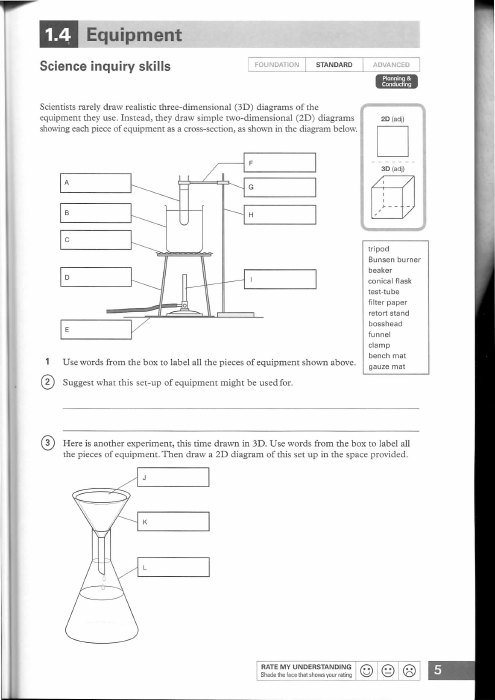 1.4 Equipment
Science inquiry skills
FOUNDATION STANDARD ADVANCED
Planning &
Conducting
Scientists rarely draw realistic three-dimensional (3D) diagrams of the
equipment they use. Instead, they draw simple two-dimensional (2D) diagrams
showing each piece of equipment as a cross-section, as shown in the diagram below.
2D (adj)
3D (adj)
F
A
G
B
H
C
D
I
E
tripod
Bunsen burner
beaker
conical flask
test-tube
filter paper
retort stand
bosshead
funnel
clamp
bench mat
gauze mat
1 Use words from the box to label all the pieces of equipment shown above.
2 Suggest what this set-up of equipment might be used for.
3 Here is another experiment, this time drawn in 3D. Use words from the box to label all
the pieces of equipment. Then draw a 2D diagram of this set up in the space provided.
J
K
L
RATE MY UNDERSTANDING
Shade the face that shows your rating
5